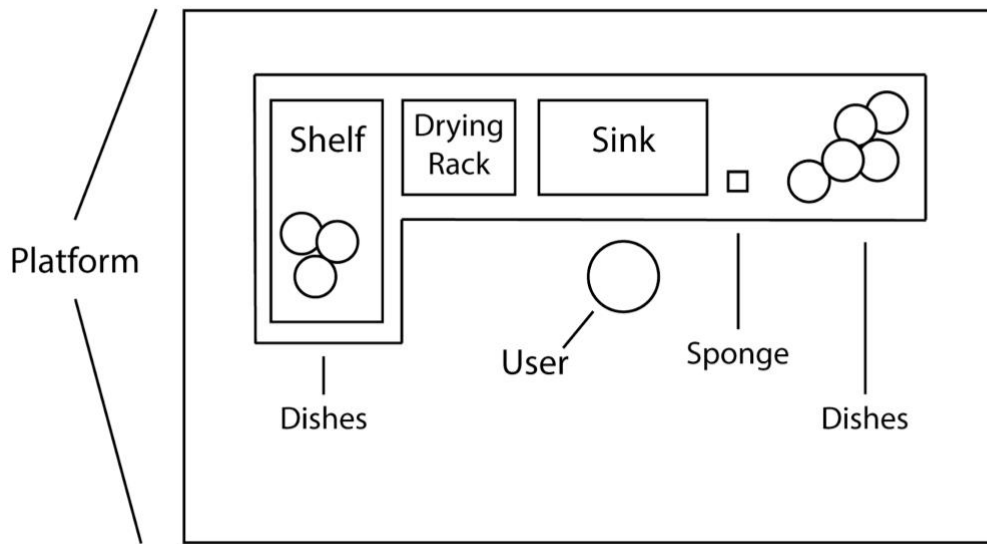 Shelf
Drying
Rack
Sink
Platform
User
Sponge
Dishes
Dishes